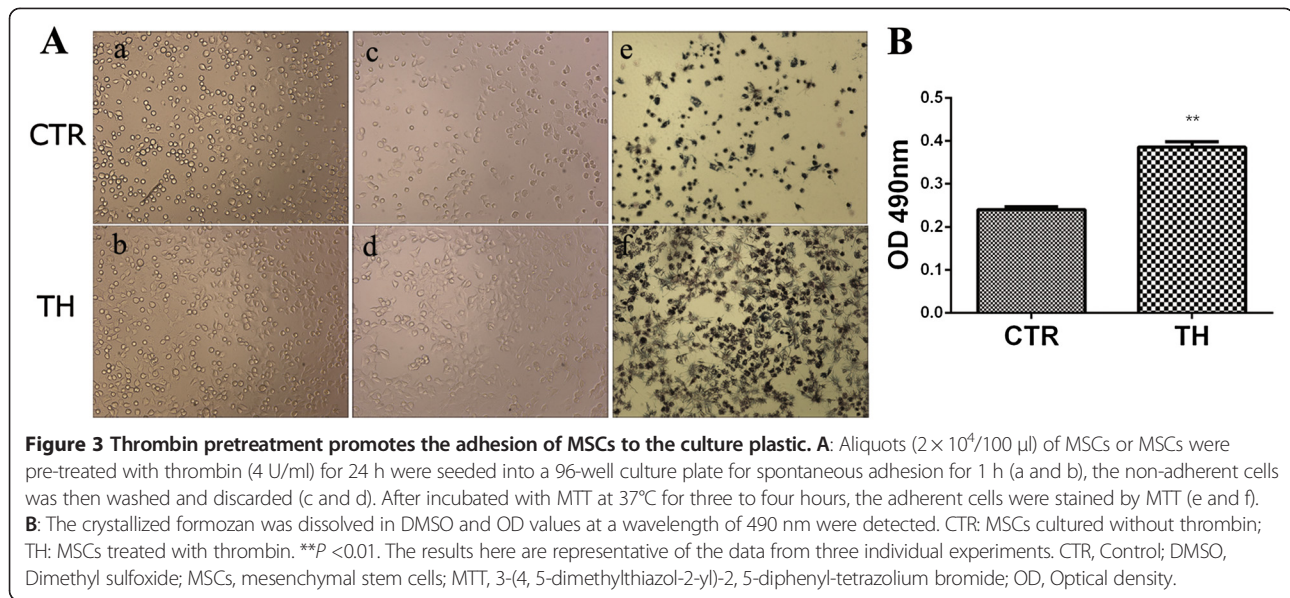 A
B
a
c
e
CTR
b
d
f
TH
OD 490nm
0.5
0.4
0.3
0.2
0.1
0.0
**
CTR
TH
Figure 3 Thrombin pretreatment promotes the adhesion of MSCs to the culture plastic. A: Aliquots (2 × 10⁴/100 μl) of MSCs or MSCs were
pre-treated with thrombin (4 U/ml) for 24 h were seeded into a 96-well culture plate for spontaneous adhesion for 1 h (a and b), the non-adherent cells
was then washed and discarded (c and d). After incubated with MTT at 37°C for three to four hours, the adherent cells were stained by MTT (e and f).
B: The crystallized formozan was dissolved in DMSO and OD values at a wavelength of 490 nm were detected. CTR: MSCs cultured without thrombin;
TH: MSCs treated with thrombin. **P <0.01. The results here are representative of the data from three individual experiments. CTR, Control; DMSO,
Dimethyl sulfoxide; MSCs, mesenchymal stem cells; MTT, 3-(4, 5-dimethylthiazol-2-yl)-2, 5-diphenyl-tetrazolium bromide; OD, Optical density.